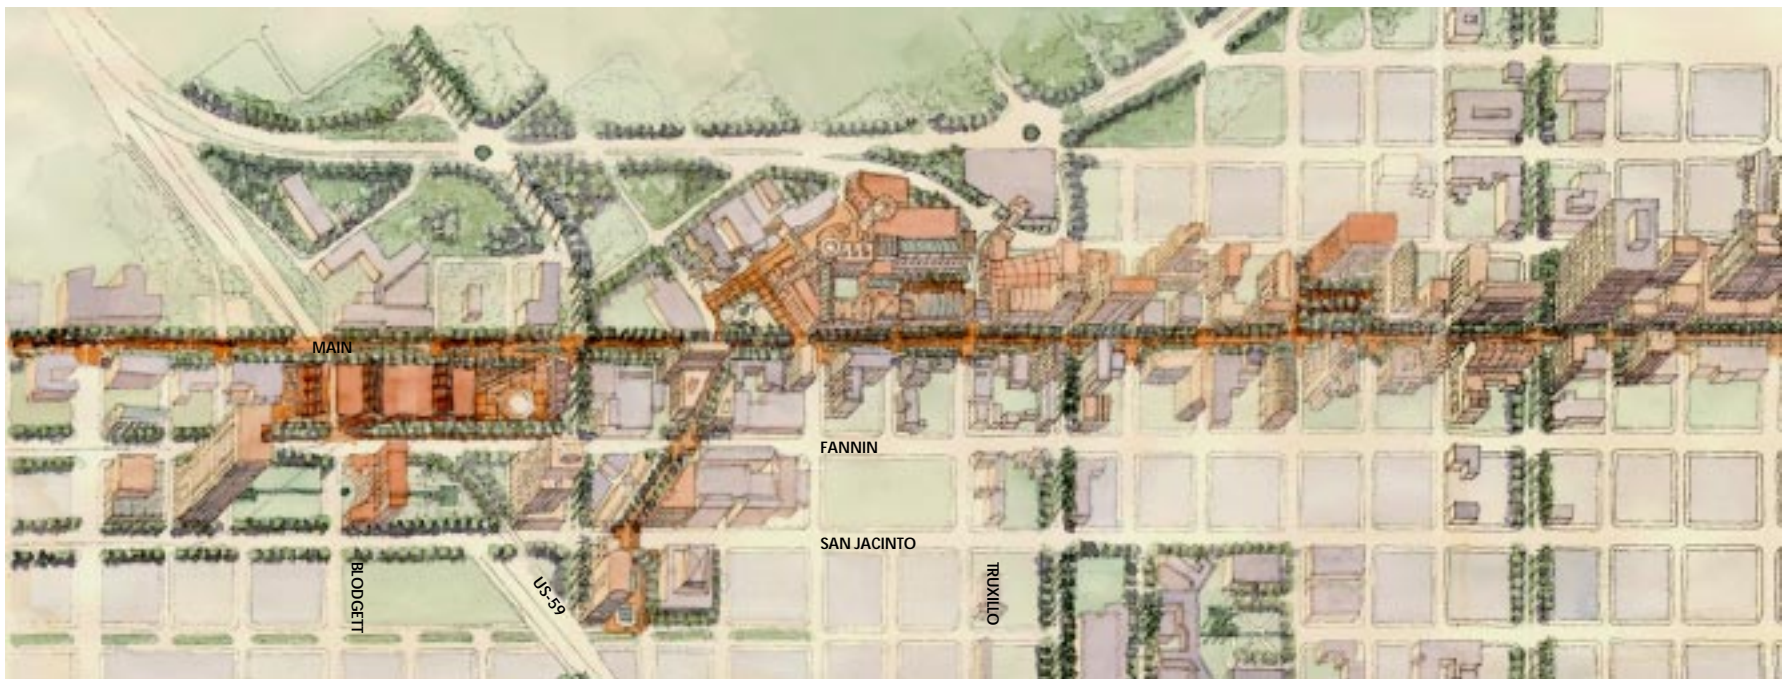 MAIN
FANNIN
SAN JACINTO
BLODGETT
US-59
TRUXILLO